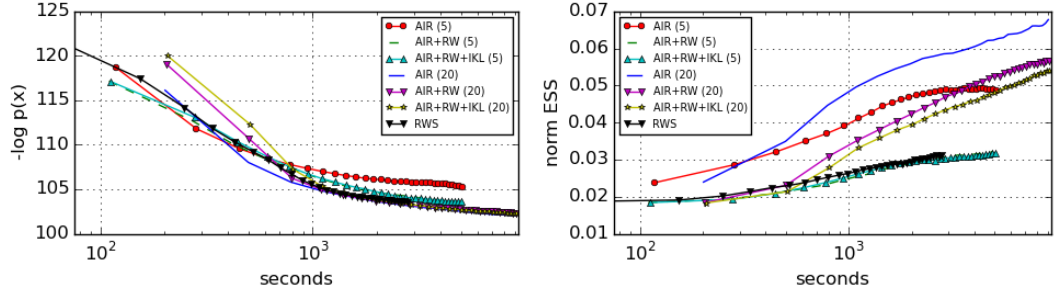 125
120
115
110
105
100
-log p(x)
10^2
10^3
seconds
AIR (5)
AIR+RW (5)
AIR+RW+IKL (5)
AIR (20)
AIR+RW (20)
AIR+RW+IKL (20)
RWS
0.07
0.06
0.05
0.04
0.03
0.02
0.01
norm ESS
10^2
10^3
seconds
AIR (5)
AIR+RW (5)
AIR+RW+IKL (5)
AIR (20)
AIR+RW (20)
AIR+RW+IKL (20)
RWS